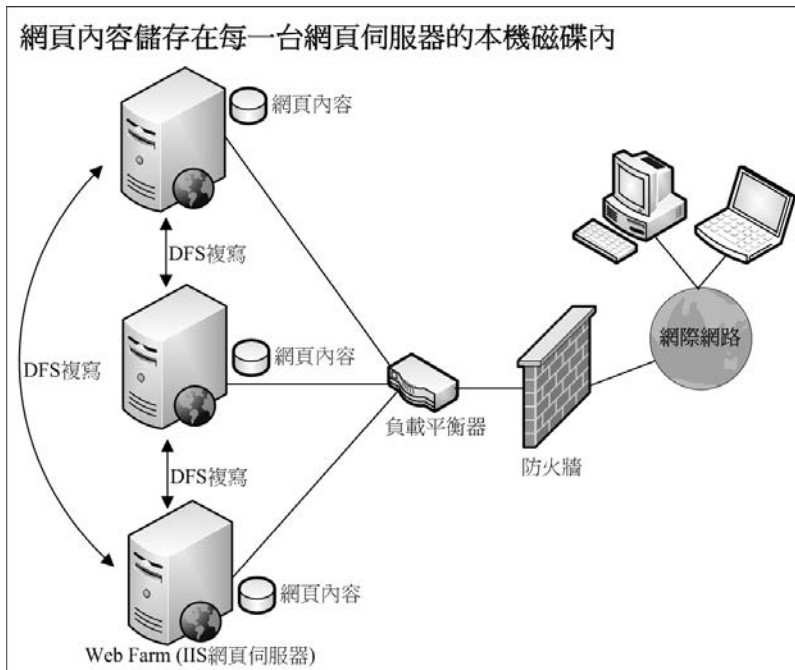 網頁內容儲存在每一台網頁伺服器的本機磁碟內
網頁內容
DFS複寫
網際網路
網頁內容
DFS複寫
負載平衡器
防火牆
DFS複寫
網頁內容
Web Farm (IIS網頁伺服器)